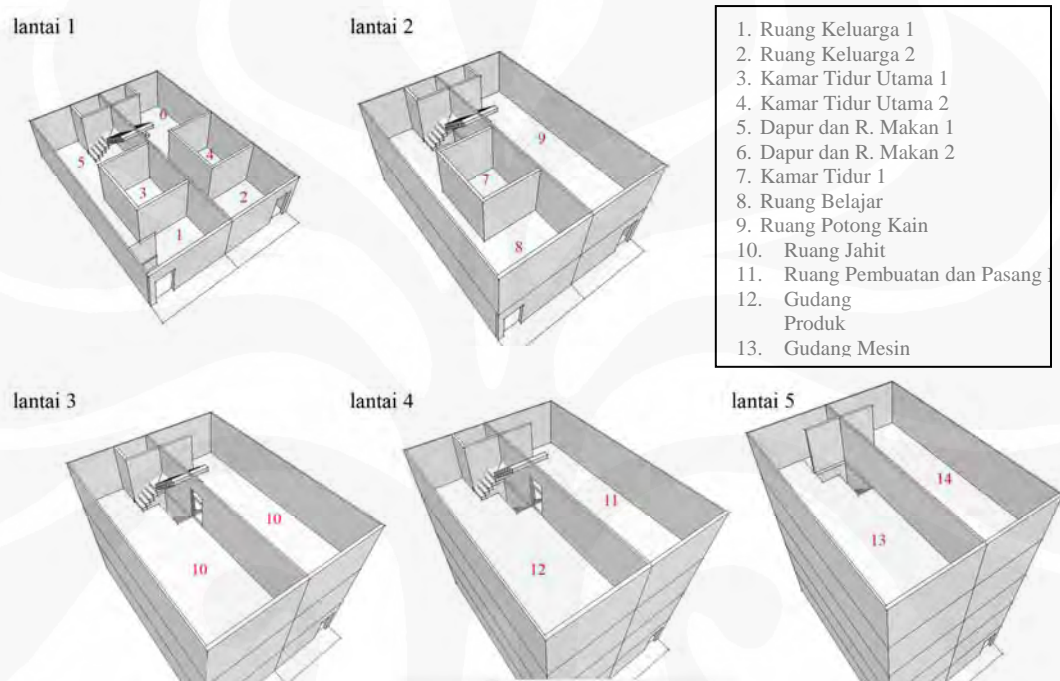 lantai 1
lantai 2
1. Ruang Keluarga 1
2. Ruang Keluarga 2
3. Kamar Tidur Utama 1
4. Kamar Tidur Utama 2
5. Dapur dan R. Makan 1
6. Dapur dan R. Makan 2
7. Kamar Tidur 1
8. Ruang Belajar
9. Ruang Potong Kain
10. Ruang Jahit
11. Ruang Pembuatan dan Pasang
12. Gudang
Produk
13. Gudang Mesin
6
5
4
3
2
1
9
7
8
lantai 3
lantai 4
lantai 5
10
10
11
12
14
13